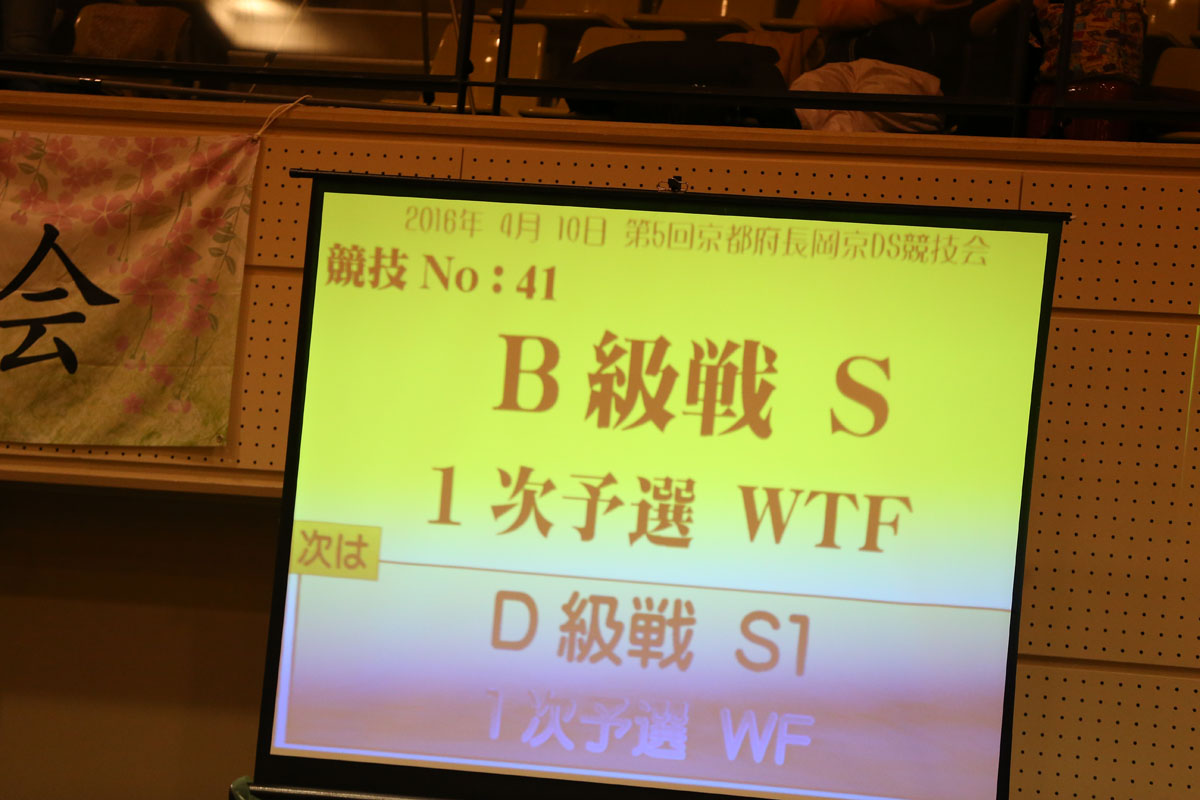 会
2016年 4月 10日 第5回京都府長岡京DS競技会
競技 No：41
B 級戦 S
1 次予選 WTF
次は
D 級戦 S1
1次予選 WF